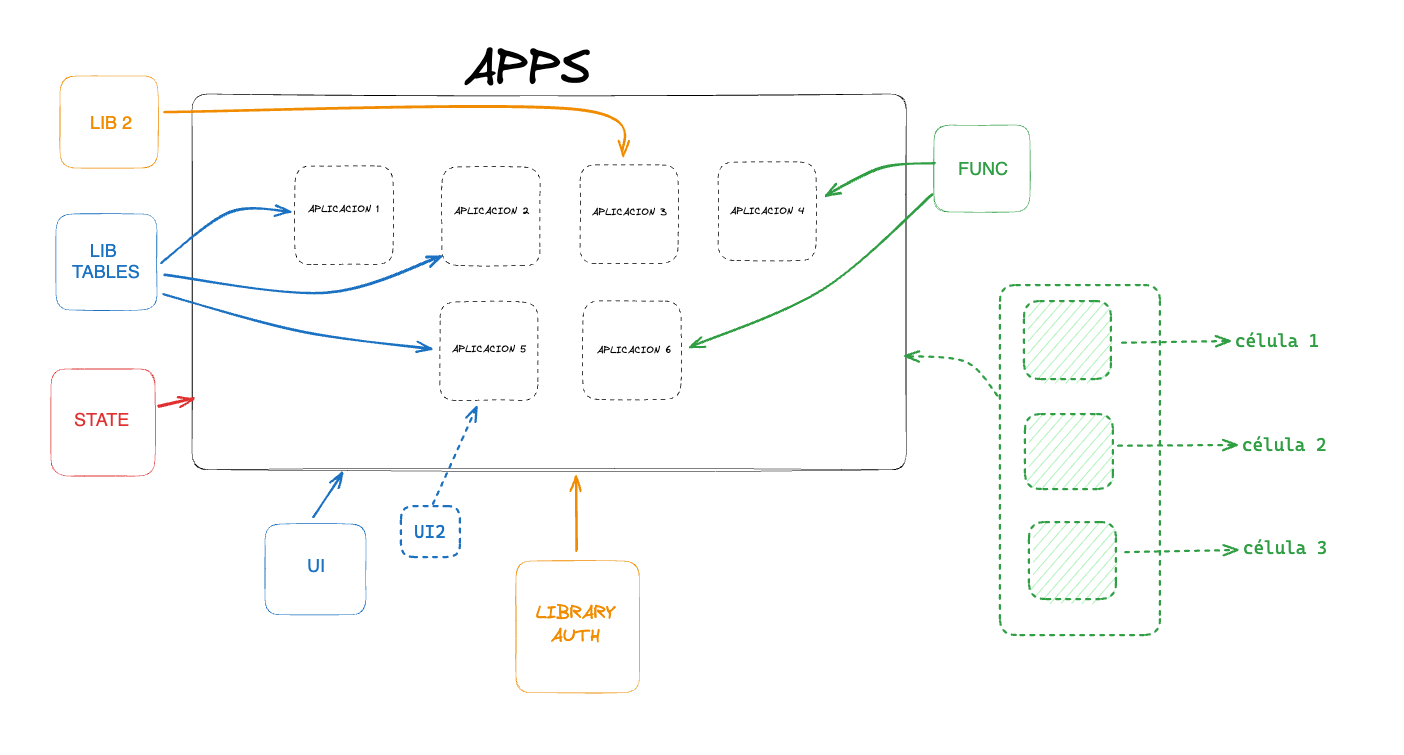 APPS
LIB 2
FUNC
APLICACION 1
APLICACION 2
APLICACION 3
APLICACION 4
LIB
TABLES
APLICACION 5
APLICACION 6
célula 1
STATE
célula 2
UI2
célula 3
UI
LIBRARY
AUTH